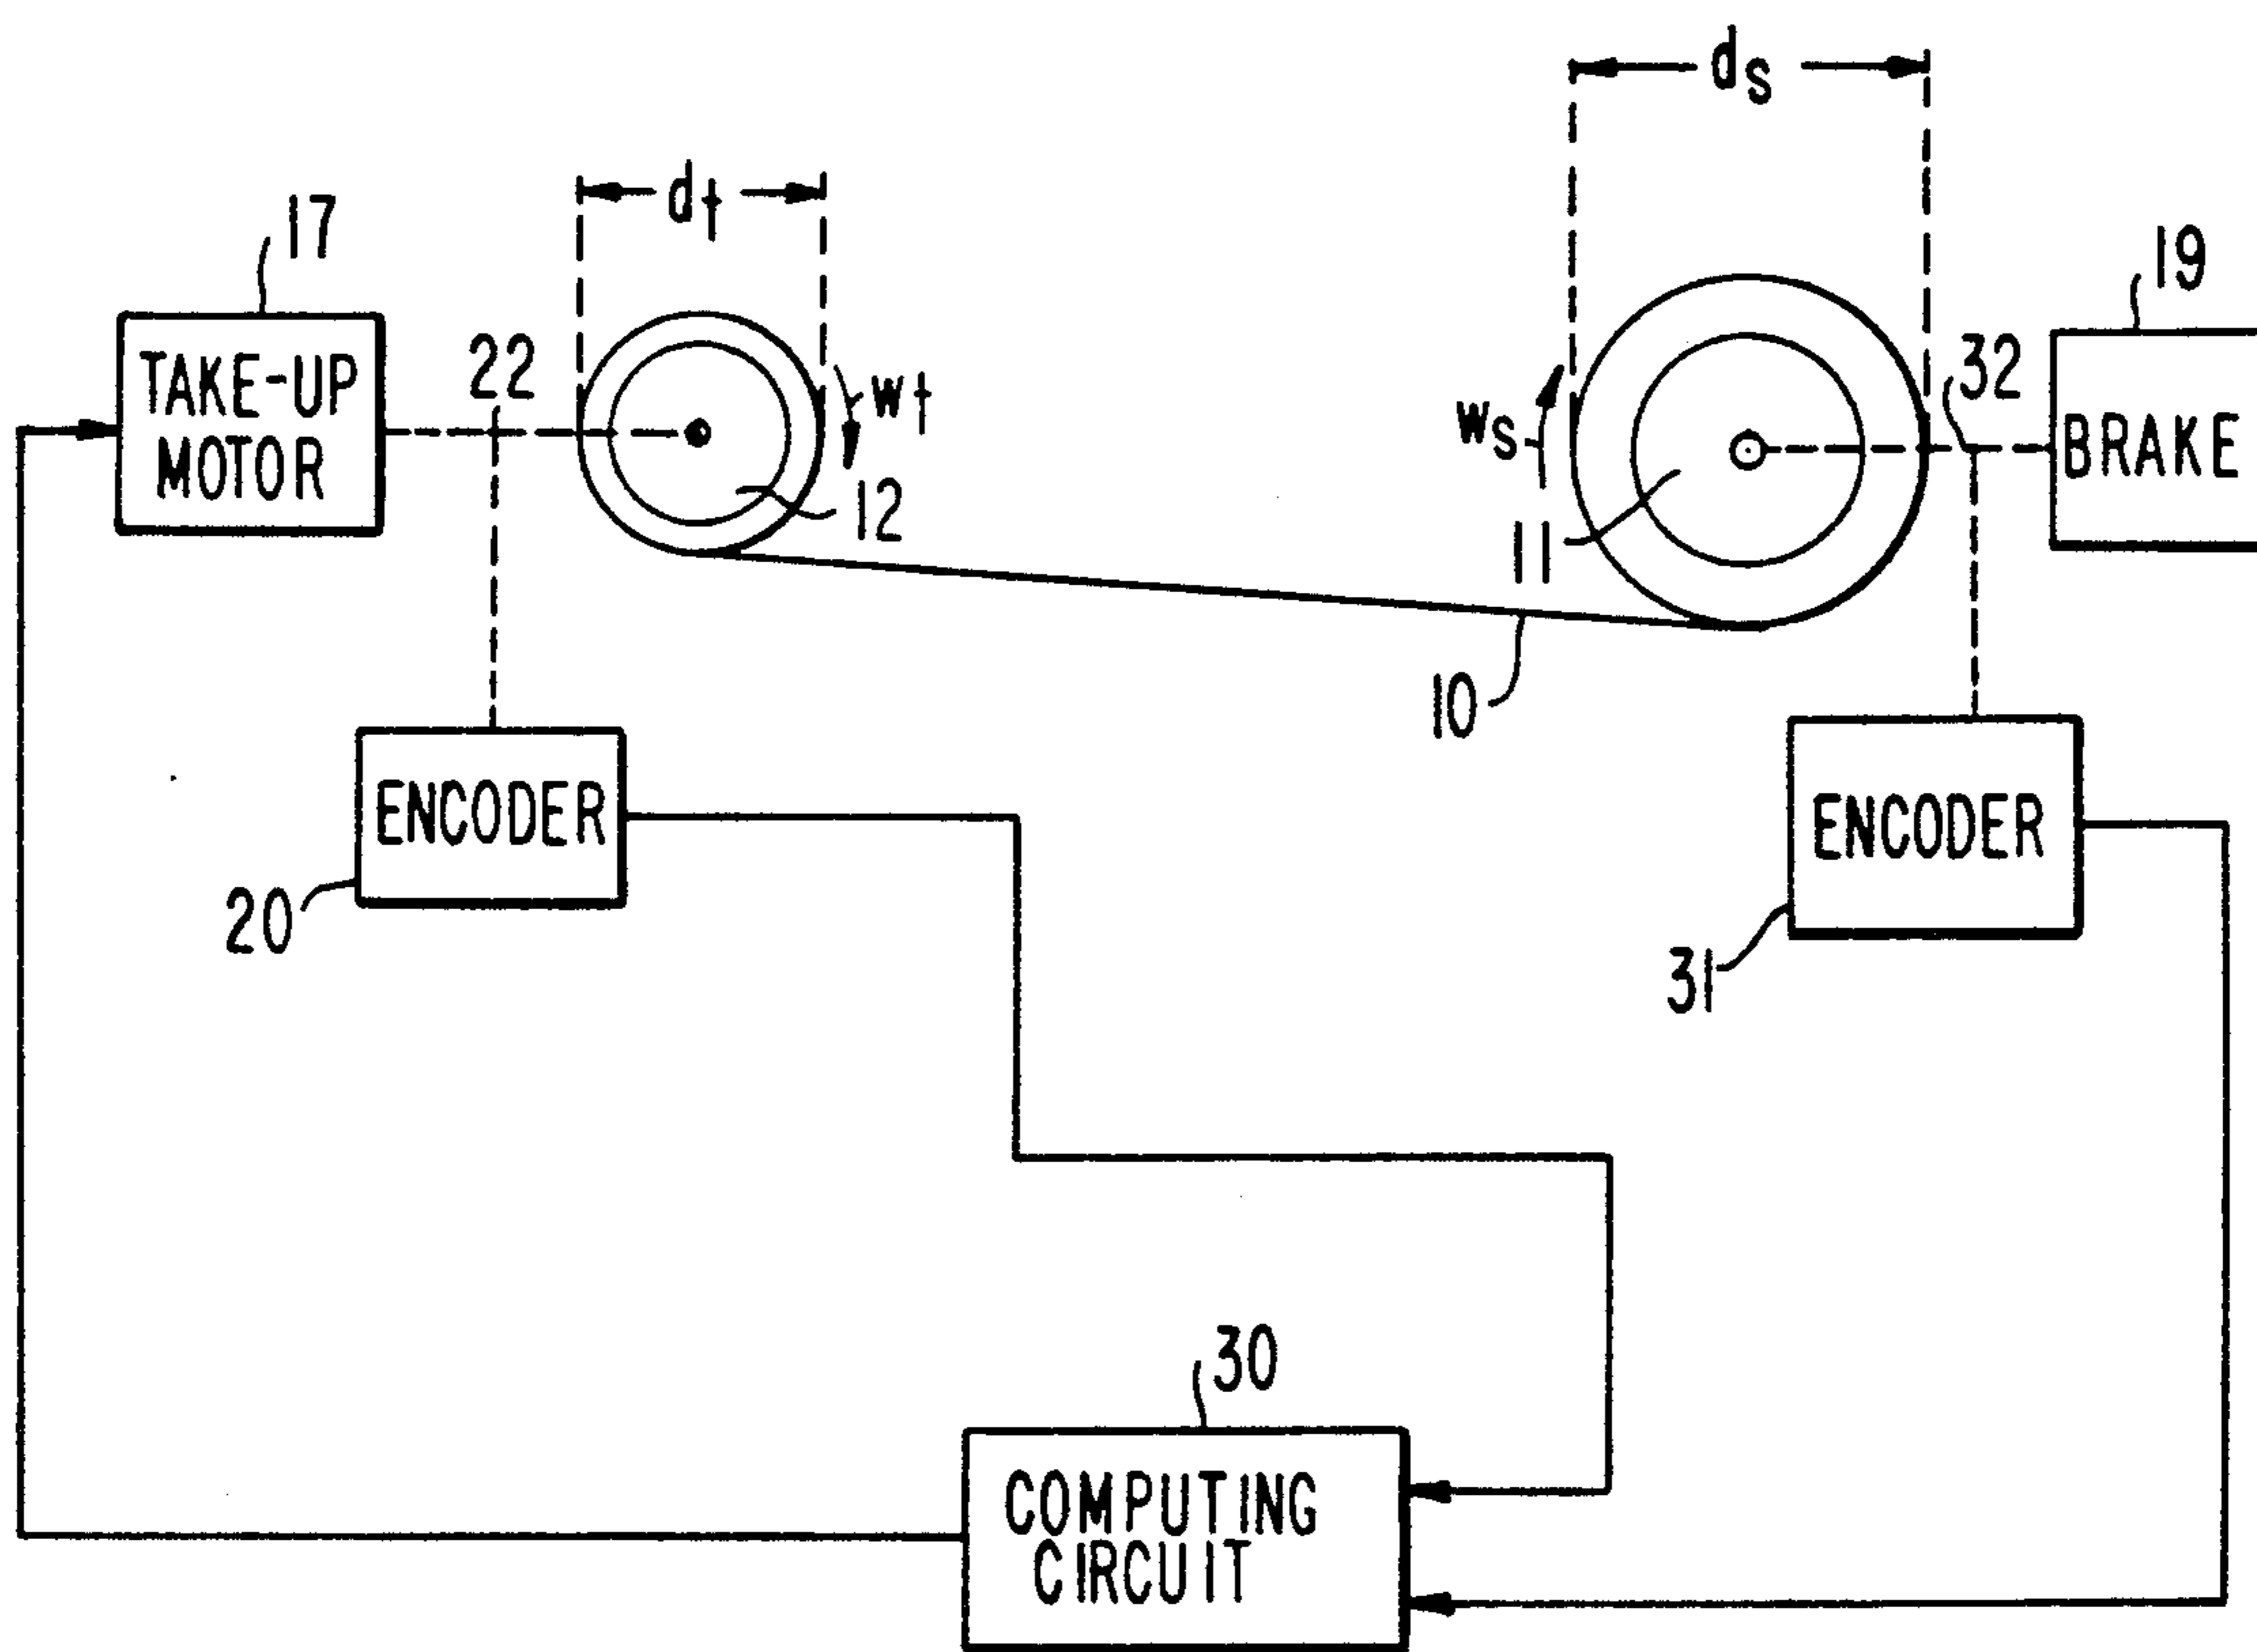 ds
dt
17
19
TAKE-UP
MOTOR
22
wt
12
ws
11
32
BRAKE
10
ENCODER
20
ENCODER
31
30
COMPUTING
CIRCUIT